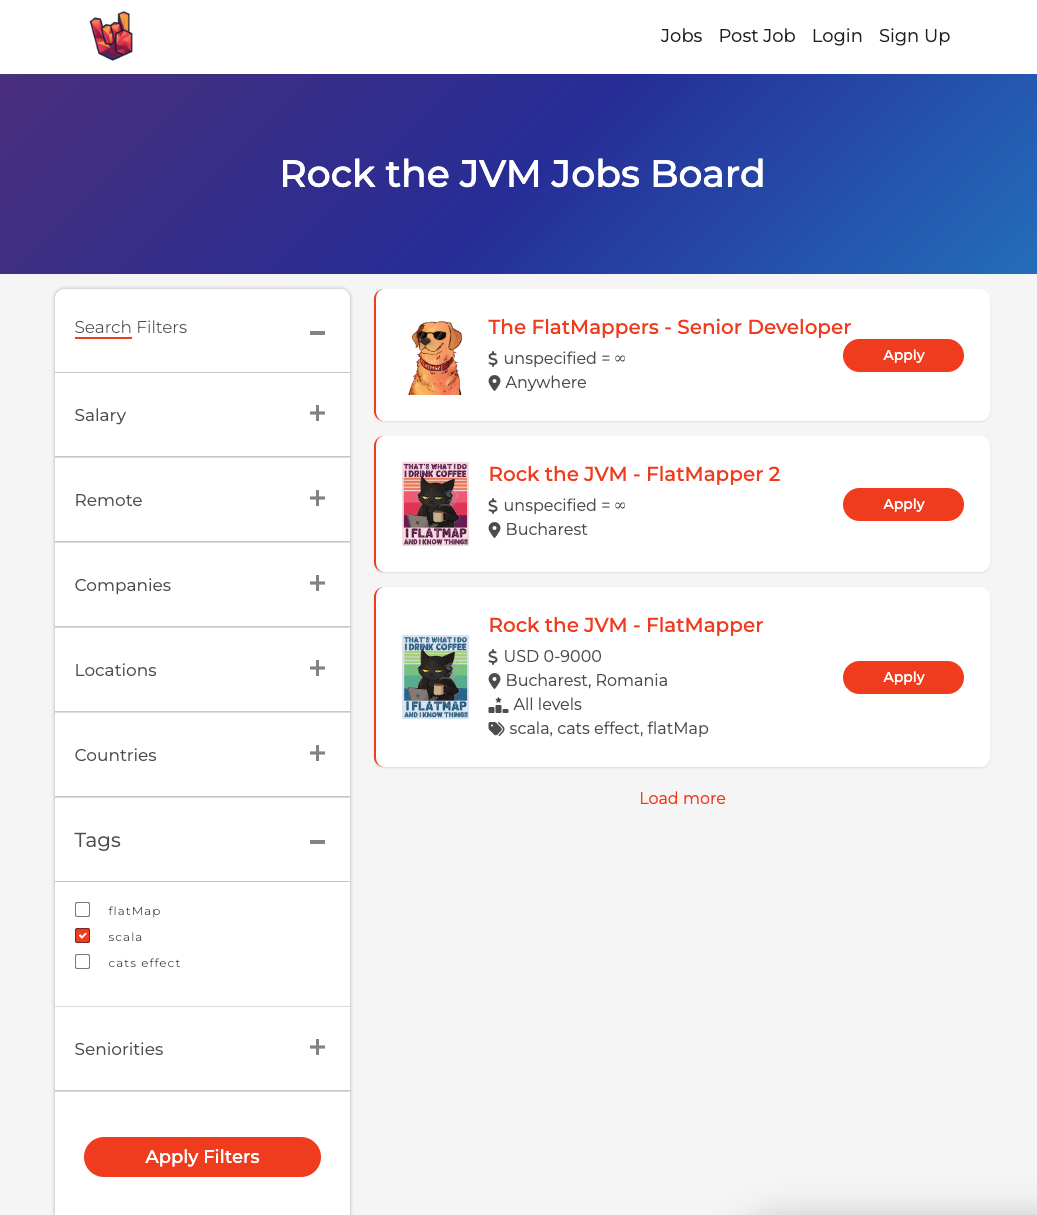 Jobs Post Job Login Sign Up
Rock the JVM Jobs Board
Search Filters
Salary
Remote
Companies
Locations
Countries
Tags
flatMap
scala
cats effect
Seniorities
Apply Filters
The FlatMappers - Senior Developer
$ unspecified = ∞
Anywhere
Apply
THAT'S WHAT I DO
I DRINK COFFEE
I FLATMAP
AND I KNOW THINGS
Rock the JVM - FlatMapper 2
$ unspecified = ∞
Bucharest
Apply
THAT'S WHAT I DO
I DRINK COFFEE
I FLATMAP
AND I KNOW THINGS
Rock the JVM - FlatMapper
$ USD 0-9000
Bucharest, Romania
All levels
scala, cats effect, flatMap
Apply
Load more